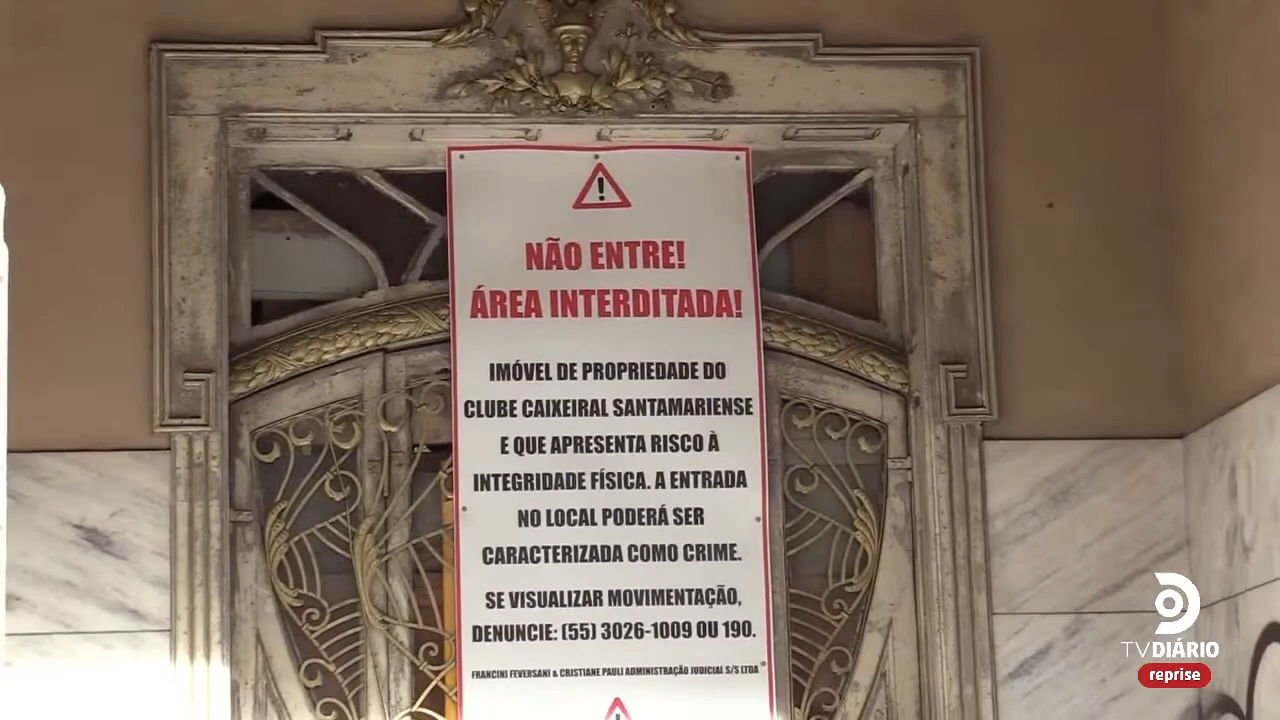 NÃO ENTRE!
ÁREA INTERDITADA!
IMÓVEL DE PROPRIEDADE DO
CLUBE CAIXEIRAL SANTAMARIENSE
E QUE APRESENTA RISCO À
INTEGRIDADE FÍSICA. A ENTRADA
NO LOCAL PODERÁ SER
CARACTERIZADA COMO CRIME.
SE VISUALIZAR MOVIMENTAÇÃO,
DENUNCIE: (55) 3026-1009 OU 190.
FRANCINI FEVERSANI & CRISTIANE PAULI ADMINISTRAÇÃO JUDICIAL S/S LTDA
TV DIÁRIO
reprise